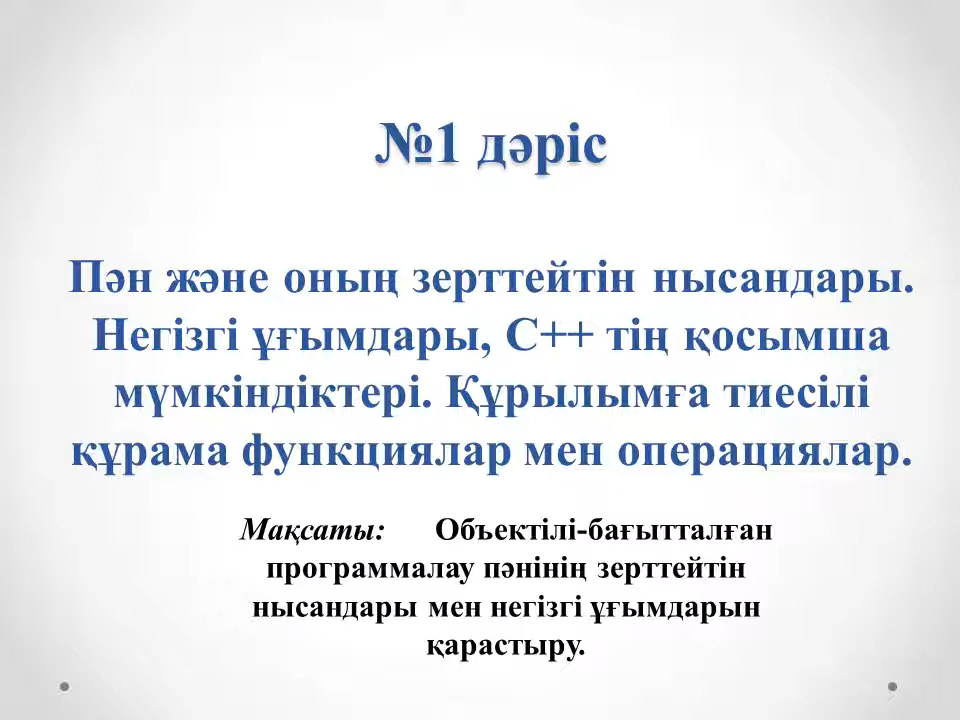 №1 дәріс
Пән және оның зерттейтін нысандары.
Негізгі ұғымдары, С++ тің қосымша
мүмкіндіктері. Құрылымға тиесілі
құрама функциялар мен операциялар.
Мақсаты: Объектілі-бағытталған
программалау пәнінің зерттейтін
нысандары мен негізгі ұғымдарын
қарастыру.